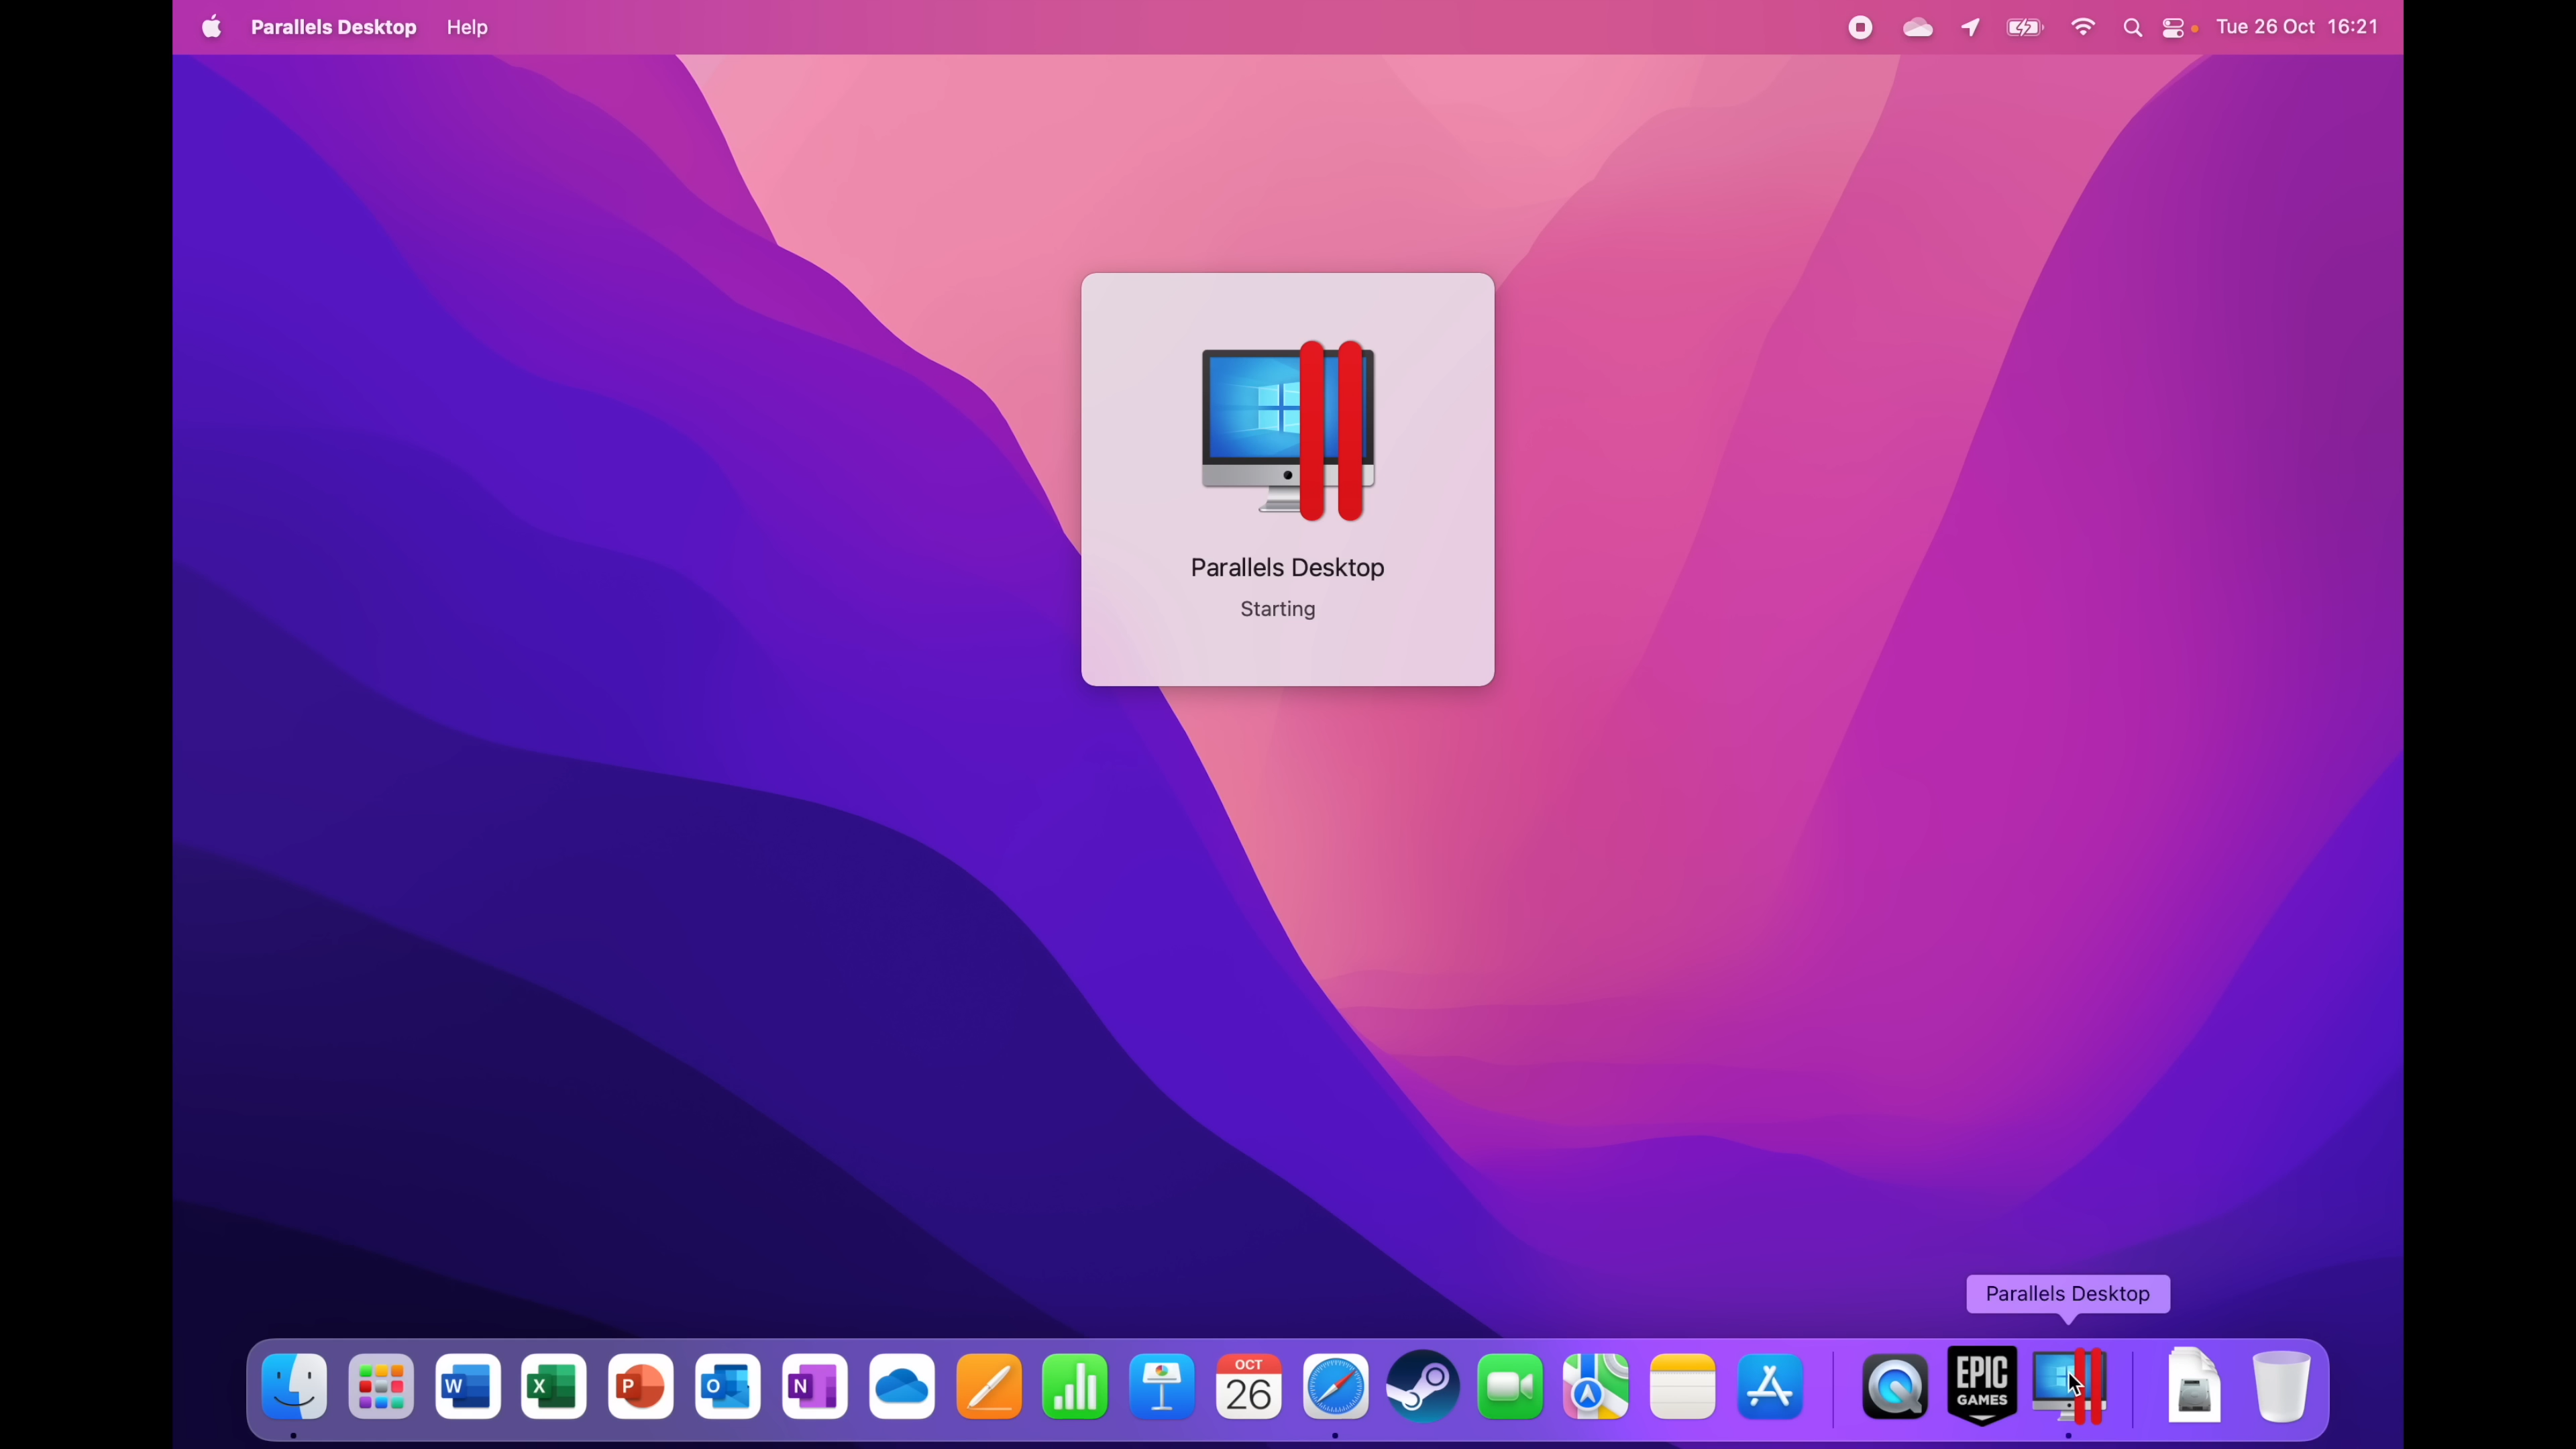 Parallels Desktop Help Tue 26 Oct 16:21
Parallels Desktop
Starting
Parallels Desktop
W X P O N OCT
26
EPIC
GAMES